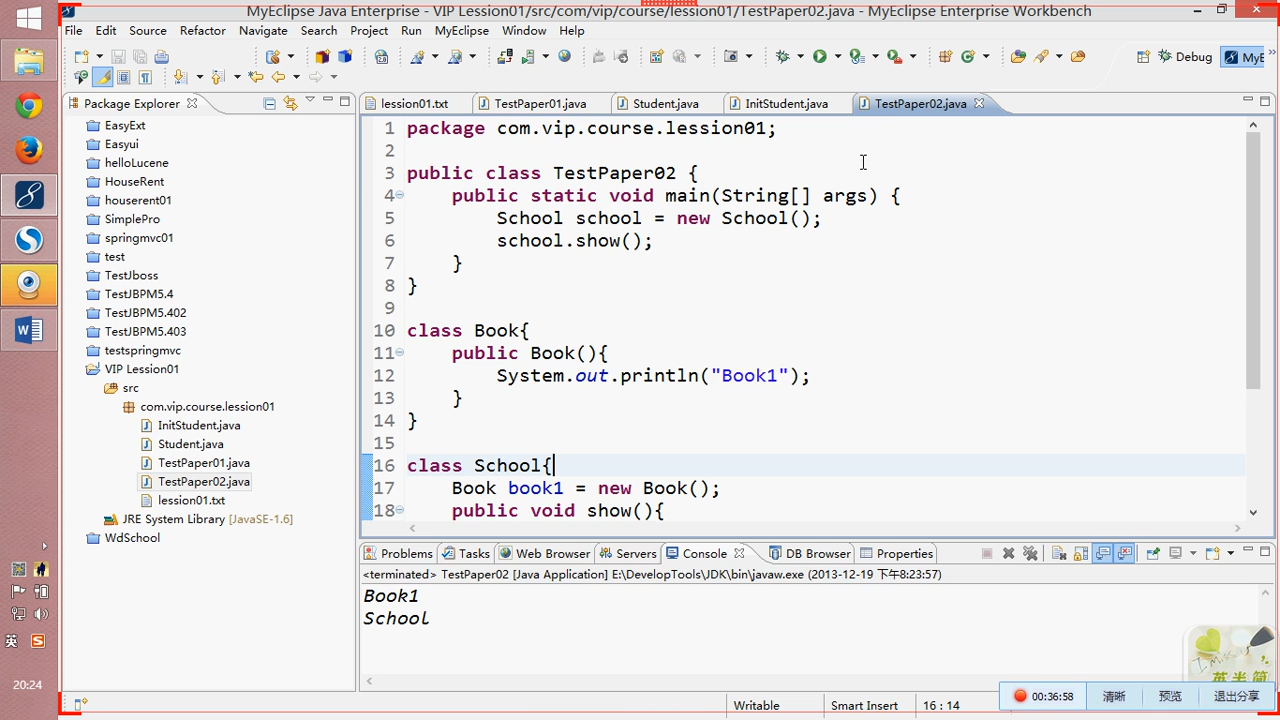 MyEclipse Java Enterprise - VIP Lession01/src/com/vip/course/lession01/TestPaper02.java - MyEclipse Enterprise Workbench
File Edit Source Refactor Navigate Search Project Run MyEclipse Window Help
Debug MyE
Package Explorer
lession01.txt TestPaper01.java Student.java InitStudent.java TestPaper02.java
EasyExt
Easyui
helloLucene
HouseRent
houserent01
SimplePro
springmvc01
test
TestJboss
TestJBPM5.4
TestJBPM5.402
TestJBPM5.403
testspringmvc
VIP Lession01
src
com.vip.course.lession01
InitStudent.java
Student.java
TestPaper01.java
TestPaper02.java
lession01.txt
JRE System Library [JavaSE-1.6]
WdSchool
1 package com.vip.course.lession01;
2
3 public class TestPaper02 {
4 public static void main(String[] args) {
5 School school = new School();
6 school.show();
7 }
8 }
9
10 class Book{
11 public Book(){
12 System.out.println("Book1");
13 }
14 }
15
16 class School{
17 Book book1 = new Book();
18 public void show(){
Problems Tasks Web Browser Servers Console DB Browser Properties
<terminated> TestPaper02 [Java Application] E:\DevelopTools\JDK\bin\javaw.exe (2013-12-19 下午8:23:57)
Book1
School
Writable Smart Insert 16 : 14
00:36:58 清晰 预览 退出分享
英
20:24
英半简